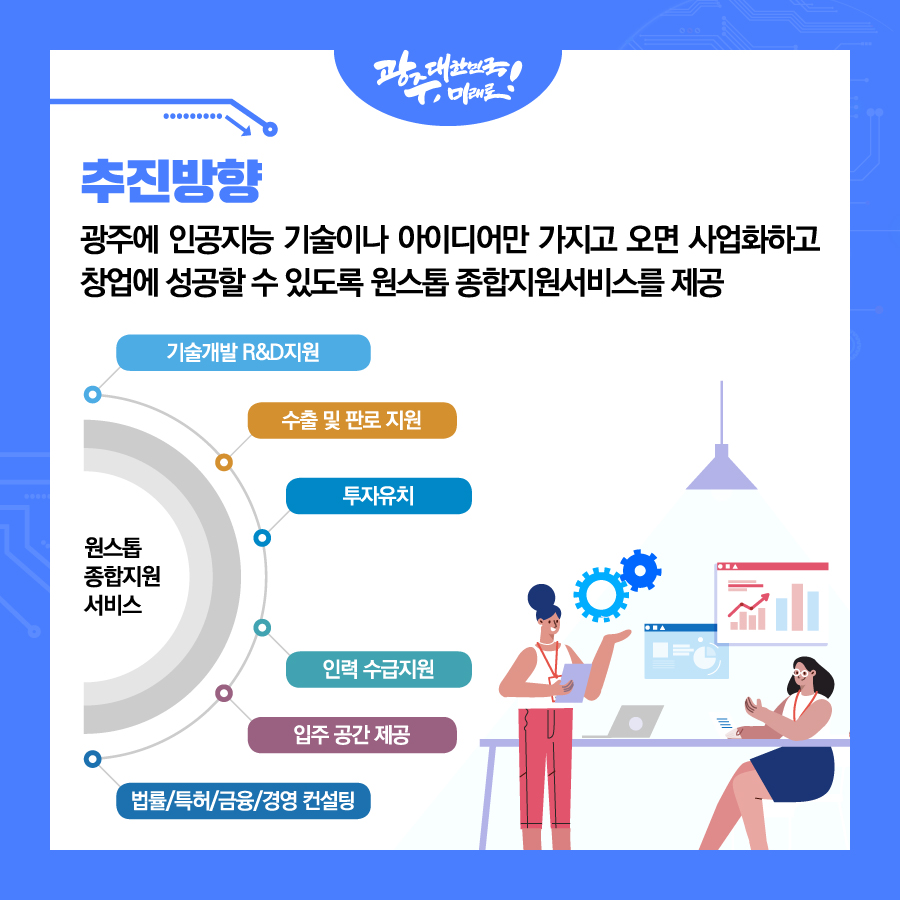 광주, 대한민국
미래로!
추진방향
광주에 인공지능 기술이나 아이디어만 가지고 오면 사업화하고
창업에 성공할 수 있도록 원스톱 종합지원서비스를 제공
기술개발 R&D지원
수출 및 판로 지원
투자유치
원스톱
종합지원
서비스
인력 수급지원
입주 공간 제공
법률/특허/금융/경영 컨설팅